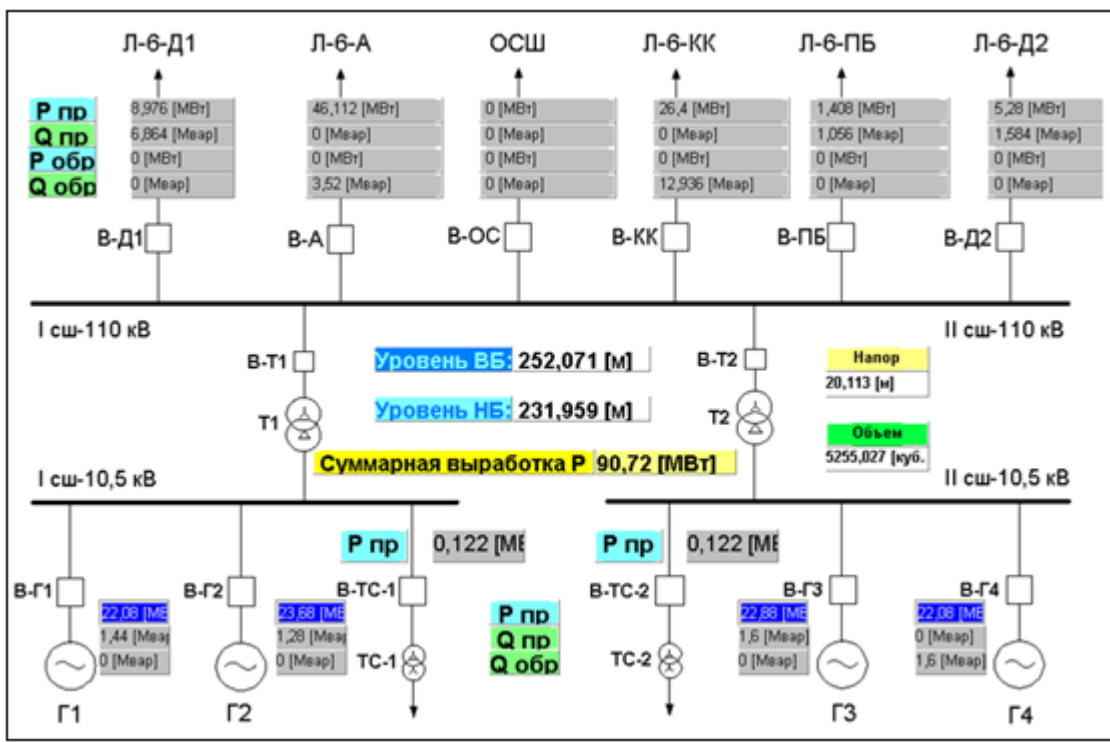 Л-6-Д1 Л-6-А ОСШ Л-6-КК Л-6-ПБ Л-6-Д2
Р пр 8,976 [МВт] 46,112 [МВт] 0 [МВт] 26,4 [МВт] 1,408 [МВт] 5,28 [МВт]
Q пр 6,864 [Мвар] 0 [Мвар] 0 [Мвар] 0 [Мвар] 1,056 [Мвар] 1,584 [Мвар]
Р обр 0 [МВт] 0 [МВт] 0 [МВт] 0 [МВт] 0 [МВт] 0 [МВт]
Q обр 0 [Мвар] 3,52 [Мвар] 0 [Мвар] 12,936 [Мвар] 0 [Мвар] 0 [Мвар]
В-Д1 В-А В-ОС В-КК В-ПБ В-Д2
I сш-110 кВ II сш-110 кВ
В-Т1 Уровень ВБ: 252,071 [м] В-Т2 Напор
20,113 [м]
Т1 Уровень НБ: 231,959 [м] Т2 Объем
Суммарная выработка Р 90,72 [МВт] 5255,027 [куб.
I сш-10,5 кВ II сш-10,5 кВ
Р пр 0,122 [МВ Р пр 0,122 [МВ
В-Г1 В-Г2 В-ТС-1 В-ТС-2 В-Г3 В-Г4
22,08 [МВ 23,68 [МВ Р пр 22,88 [МВ 22,08 [МВ
1,44 [Мвар 1,28 [Мвар Q пр 1,6 [Мвар] 0 [Мвар]
0 [Мвар] 0 [Мвар] ТС-1 Q обр ТС-2 0 [Мвар] 1,6 [Мвар]
Г1 Г2 Г3 Г4